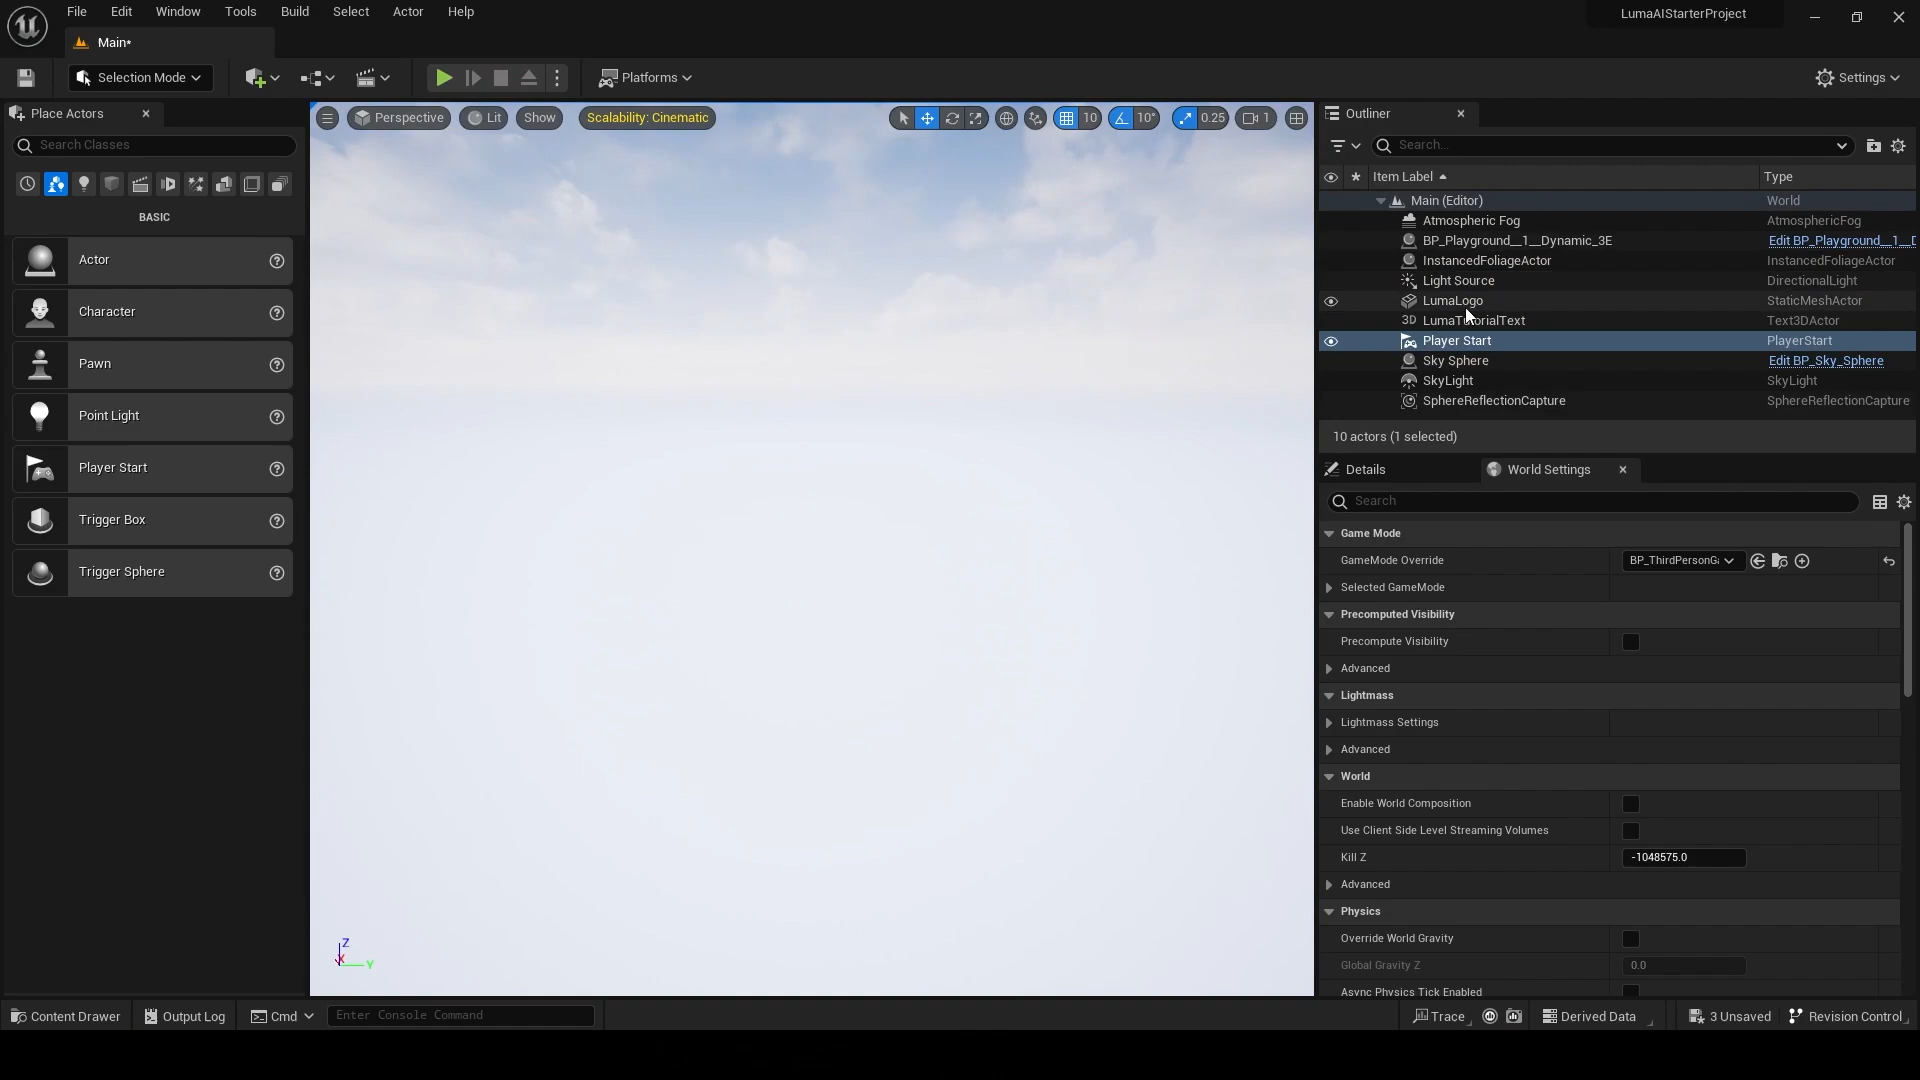 File Edit Window Tools Build Select Actor Help
LumaAIStarterProject
Main*
Selection Mode
Platforms
Settings
Place Actors
Search Classes
BASIC
Actor
Character
Pawn
Point Light
Player Start
Trigger Box
Trigger Sphere
Perspective Lit Show Scalability: Cinematic 10 10° 0.25 1
Z
X Y
Outliner
Search...
Item Label Type
Main (Editor) World
Atmospheric Fog AtmosphericFog
BP_Playground__1__Dynamic_3E Edit BP_Playground__1__D
InstancedFoliageActor InstancedFoliageActor
Light Source DirectionalLight
LumaLogo StaticMeshActor
3D LumaTutorialText Text3DActor
Player Start PlayerStart
Sky Sphere Edit BP_Sky_Sphere
SkyLight SkyLight
SphereReflectionCapture SphereReflectionCapture
10 actors (1 selected)
Details World Settings
Search
Game Mode
GameMode Override BP_ThirdPersonGa
Selected GameMode
Precomputed Visibility
Precompute Visibility
Advanced
Lightmass
Lightmass Settings
Advanced
World
Enable World Composition
Use Client Side Level Streaming Volumes
Kill Z -1048575.0
Advanced
Physics
Override World Gravity
Global Gravity Z 0.0
Async Physics Tick Enabled
Content Drawer Output Log Cmd Enter Console Command
Trace Derived Data 3 Unsaved Revision Control